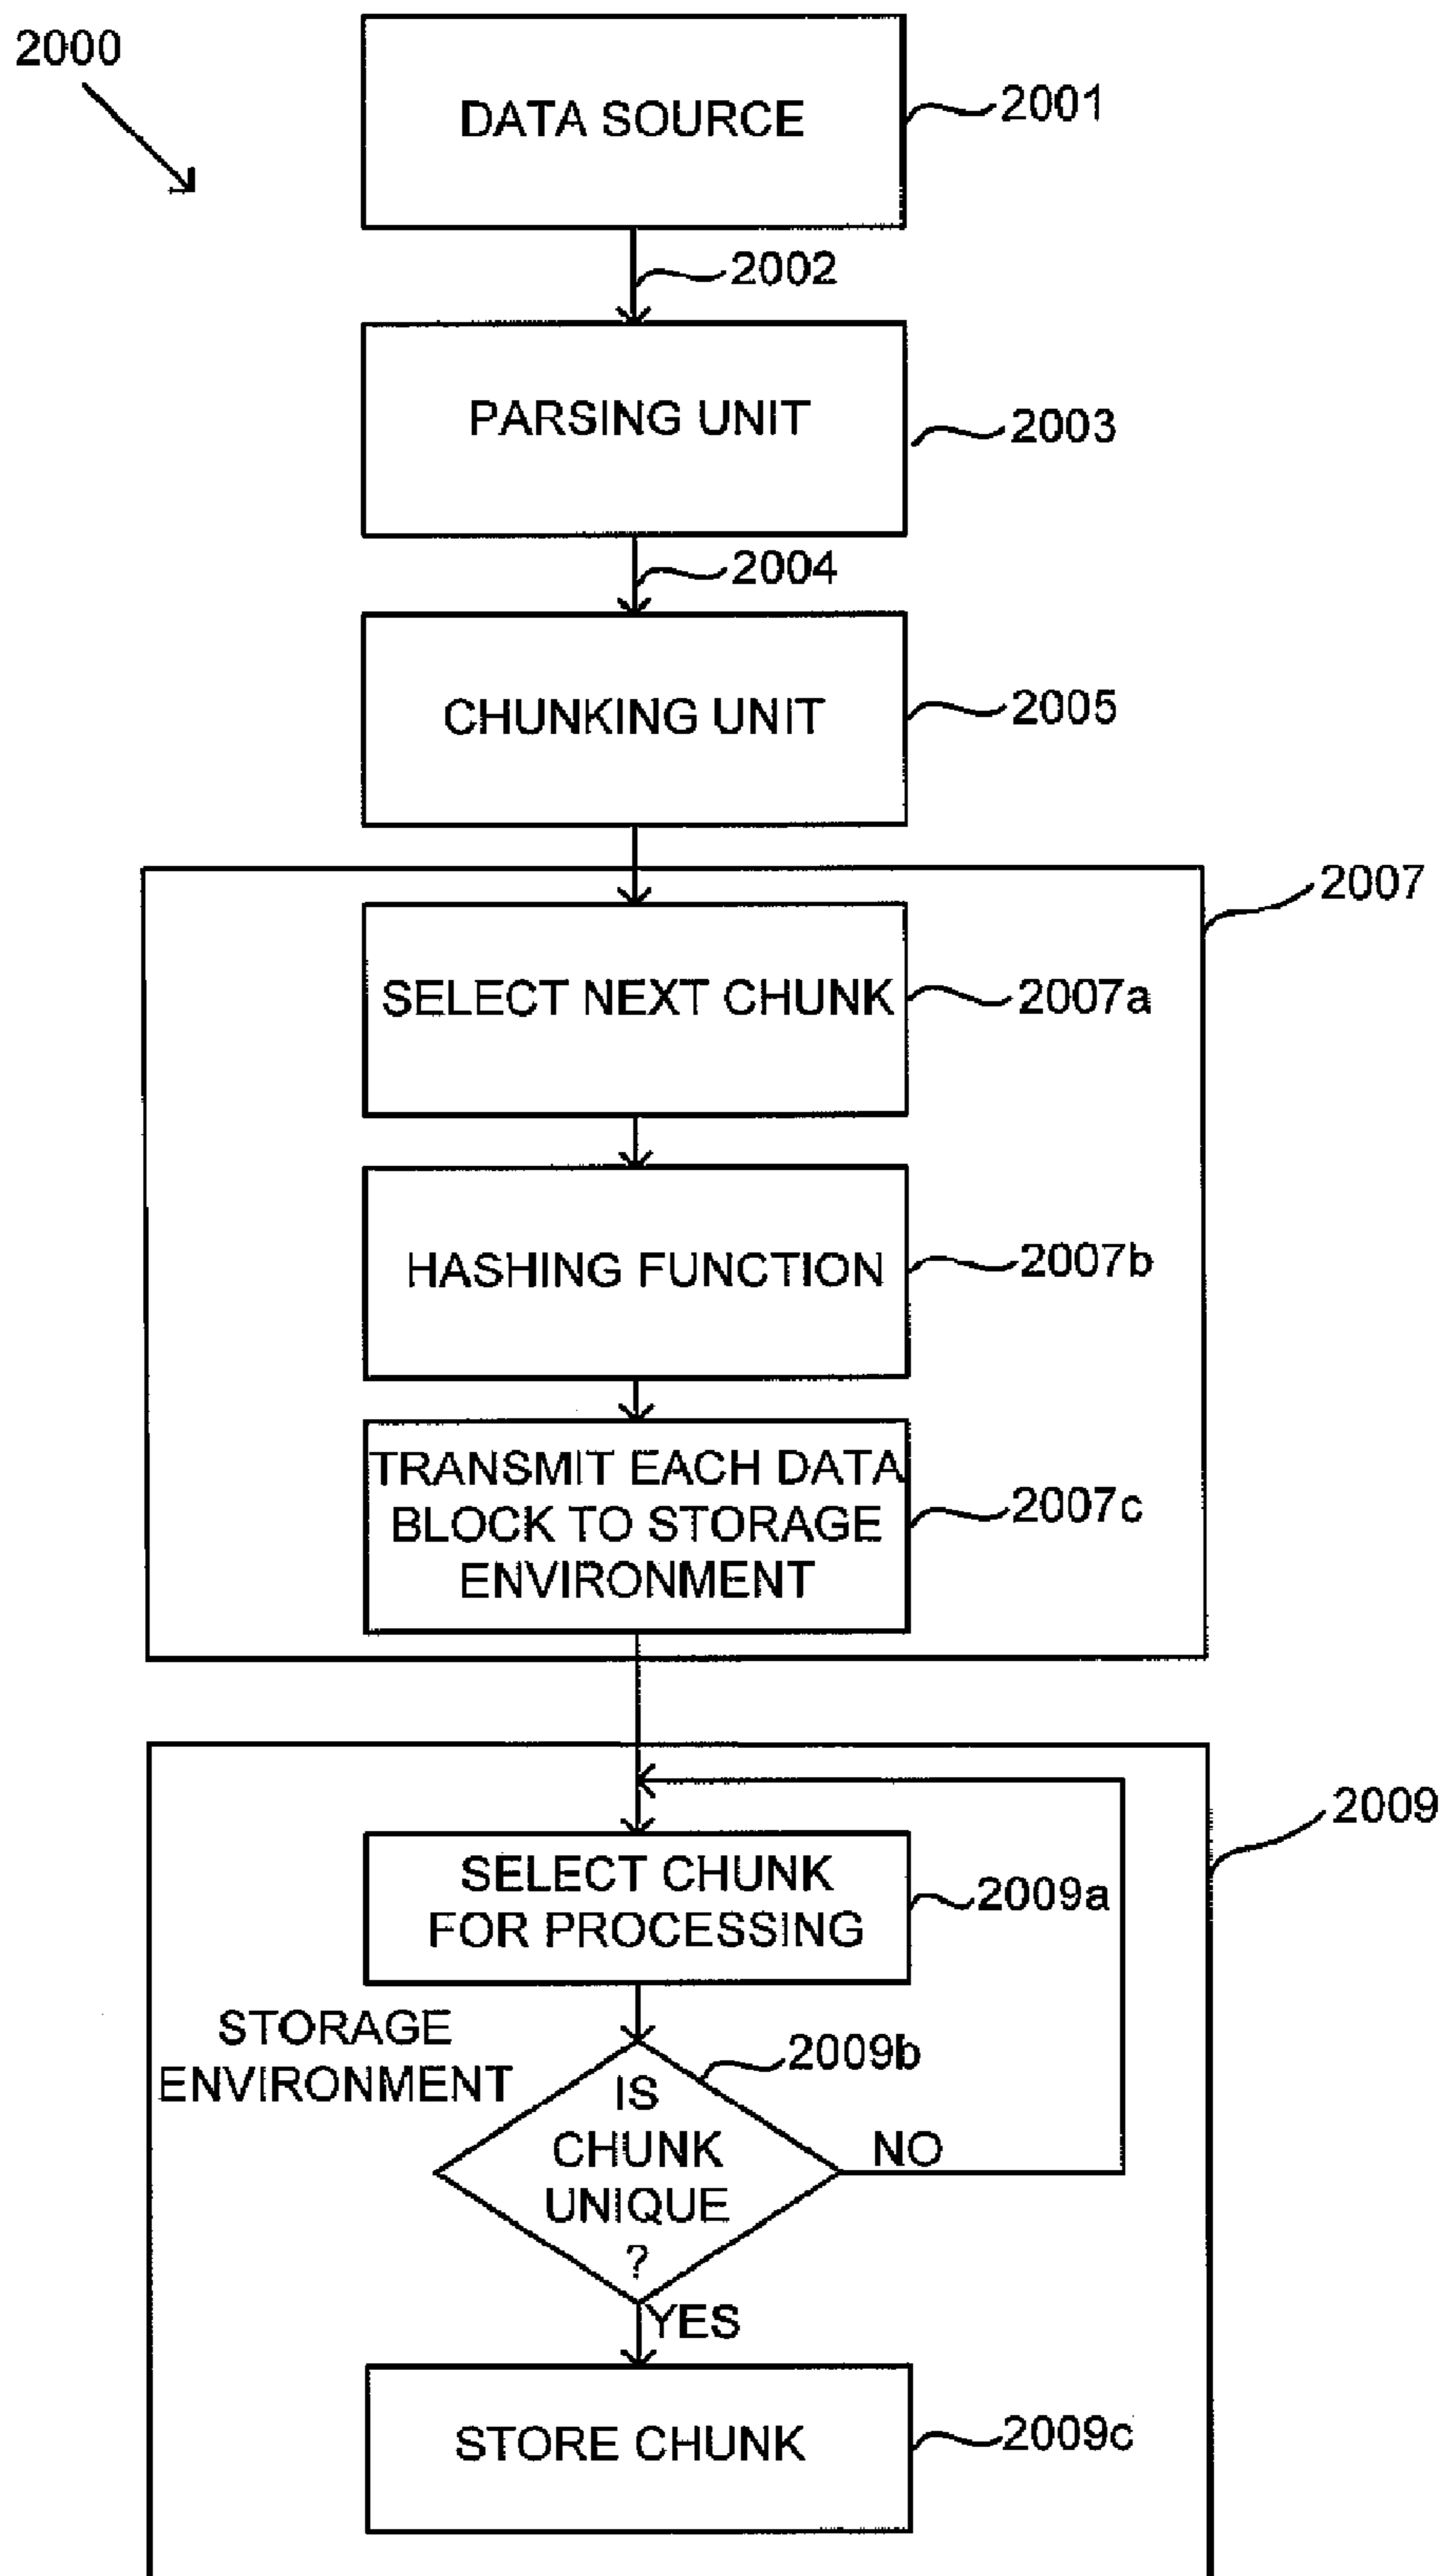 2000
DATA SOURCE
2001
2002
PARSING UNIT
2003
2004
CHUNKING UNIT
2005
2007
SELECT NEXT CHUNK
2007a
HASHING FUNCTION
2007b
TRANSMIT EACH DATA
BLOCK TO STORAGE
ENVIRONMENT
2007c
2009
SELECT CHUNK
FOR PROCESSING
2009a
STORAGE
ENVIRONMENT
2009b
IS
CHUNK
UNIQUE
?
NO
YES
STORE CHUNK
2009c